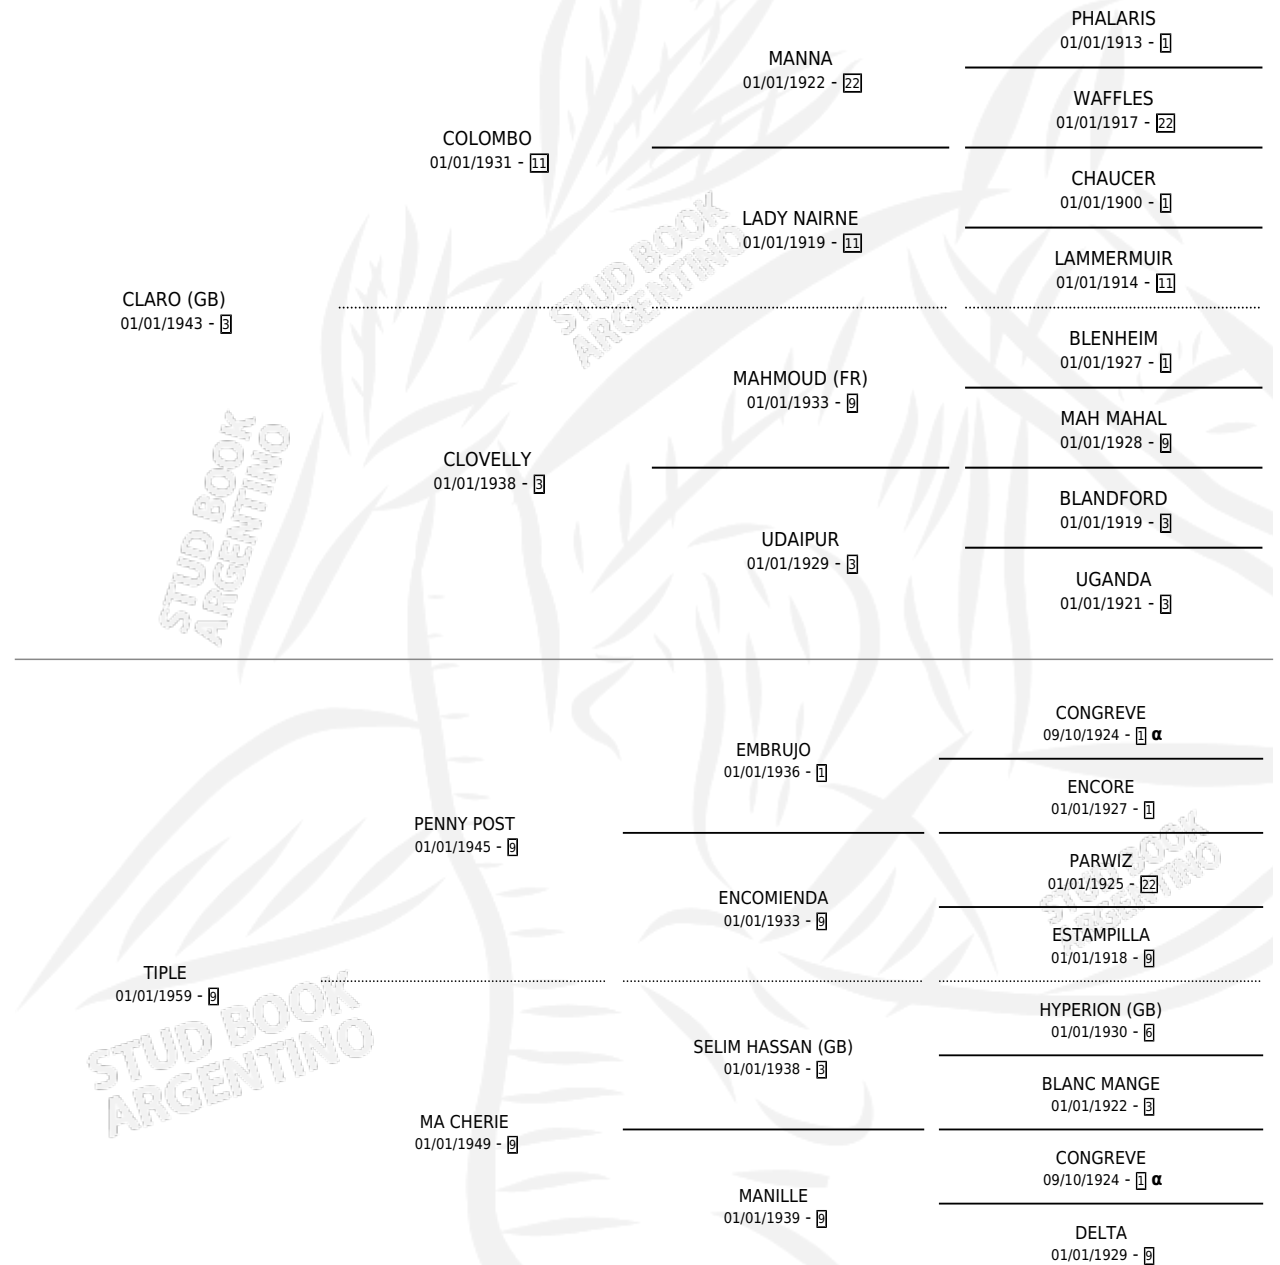 PHALARIS
01/01/1913 - 1
MANNA
01/01/1922 - 22
WAFFLES
01/01/1917 - 22
COLOMBO
01/01/1931 - 11
CHAUCER
01/01/1900 - 1
LADY NAIRNE
01/01/1919 - 11
LAMMERMUIR
01/01/1914 - 11
CLARO (GB)
01/01/1943 - 3
BLENHEIM
01/01/1927 - 1
MAHMOUD (FR)
01/01/1933 - 9
MAH MAHAL
01/01/1928 - 9
CLOVELLY
01/01/1938 - 3
BLANDFORD
01/01/1919 - 3
UDAIPUR
01/01/1929 - 3
UGANDA
01/01/1921 - 3
CONGREVE
09/10/1924 - 1 α
EMBRUJO
01/01/1936 - 1
ENCORE
01/01/1927 - 1
PENNY POST
01/01/1945 - 9
PARWIZ
01/01/1925 - 22
ENCOMIENDA
01/01/1933 - 9
ESTAMPILLA
01/01/1918 - 9
TIPLE
01/01/1959 - 9
HYPERION (GB)
01/01/1930 - 6
SELIM HASSAN (GB)
01/01/1938 - 3
BLANC MANGE
01/01/1922 - 3
MA CHERIE
01/01/1949 - 9
CONGREVE
09/10/1924 - 1 α
MANILLE
01/01/1939 - 9
DELTA
01/01/1929 - 9
STUD BOOK
ARGENTINO
STUD BOOK
ARGENTINO
STUD BOOK
ARGENTINO
STUD BOOK
ARGENTINO